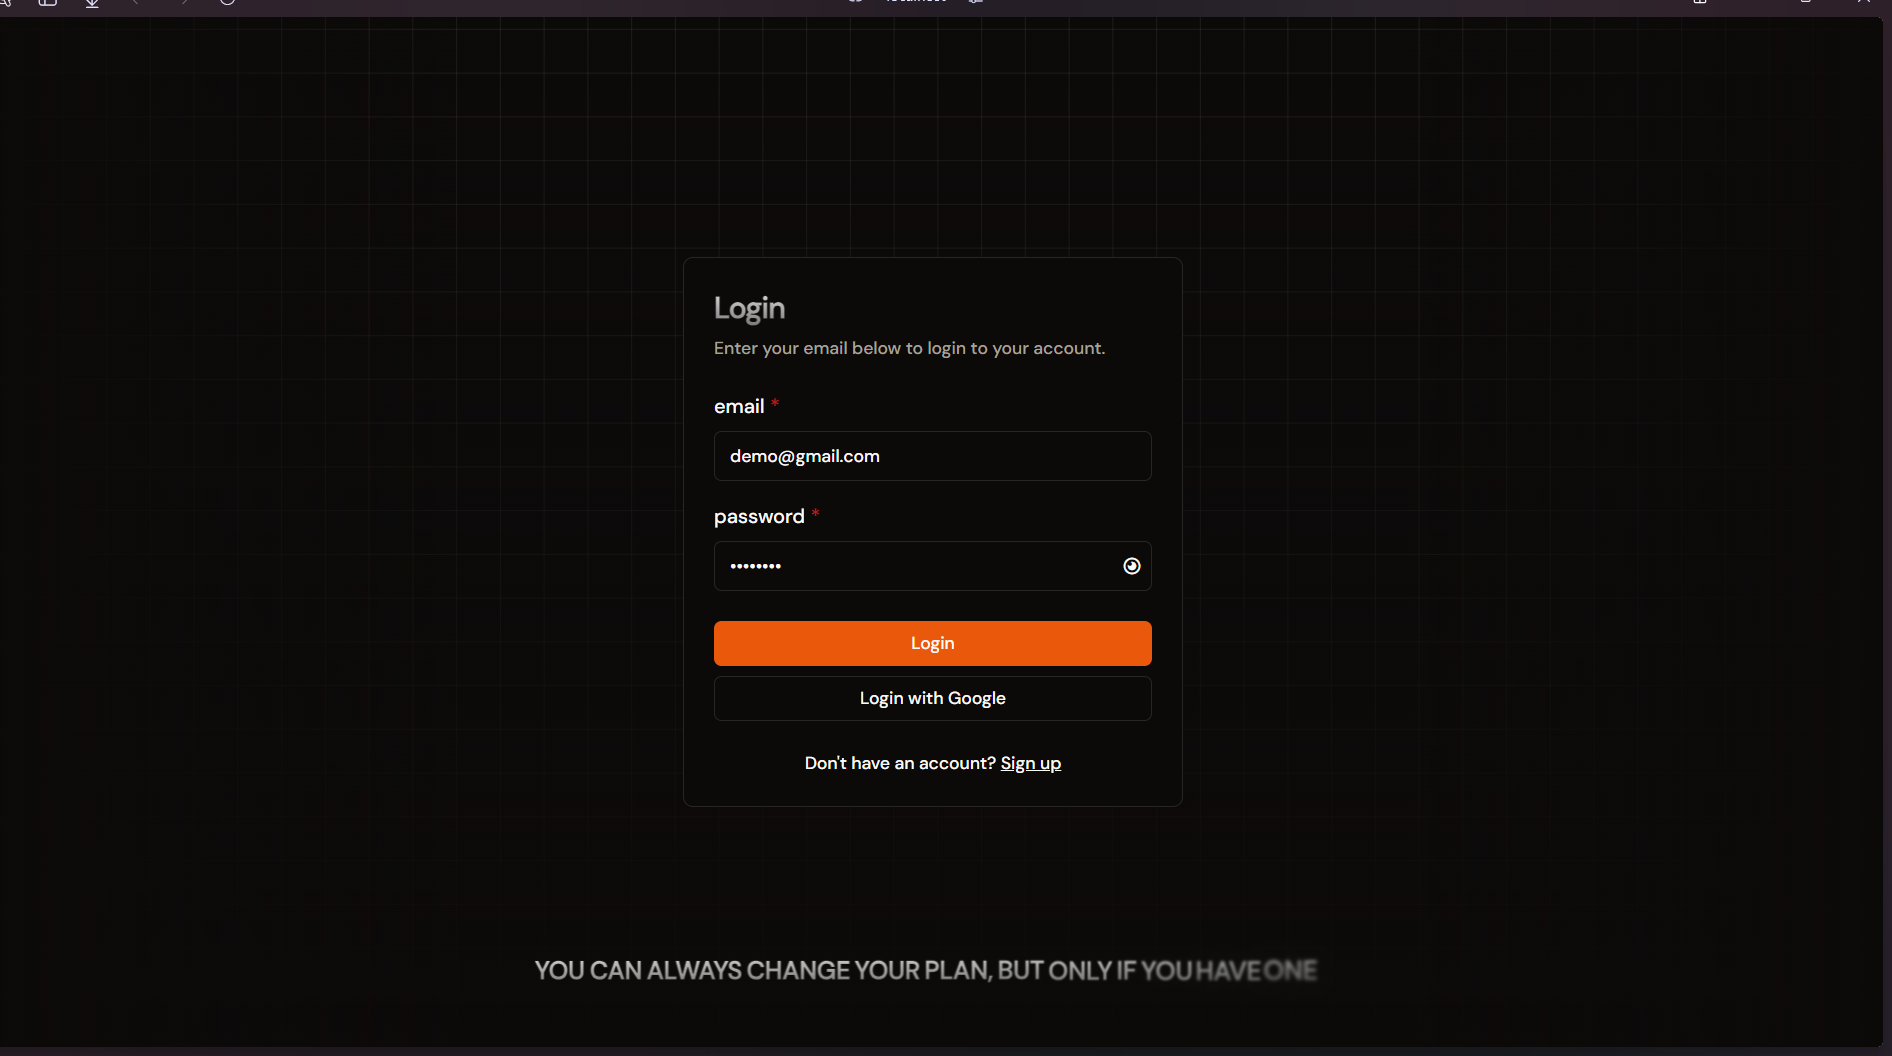 Login
Enter your email below to login to your account.
email *
demo@gmail.com
password *
••••••••
Login
Login with Google
Don't have an account? Sign up
YOU CAN ALWAYS CHANGE YOUR PLAN, BUT ONLY IF YOU HAVE ONE